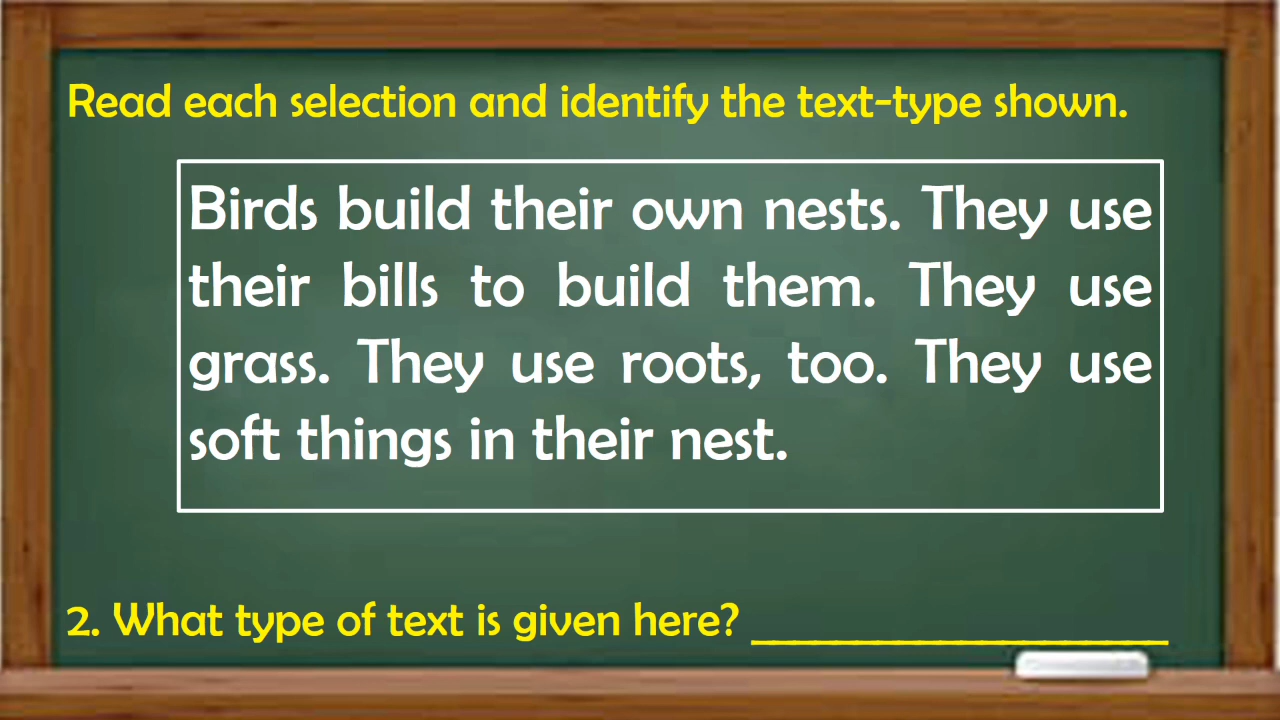 Read each selection and identify the text-type shown.
Birds build their own nests. They use
their bills to build them. They use
grass. They use roots, too. They use
soft things in their nest.
2. What type of text is given here? ____________________